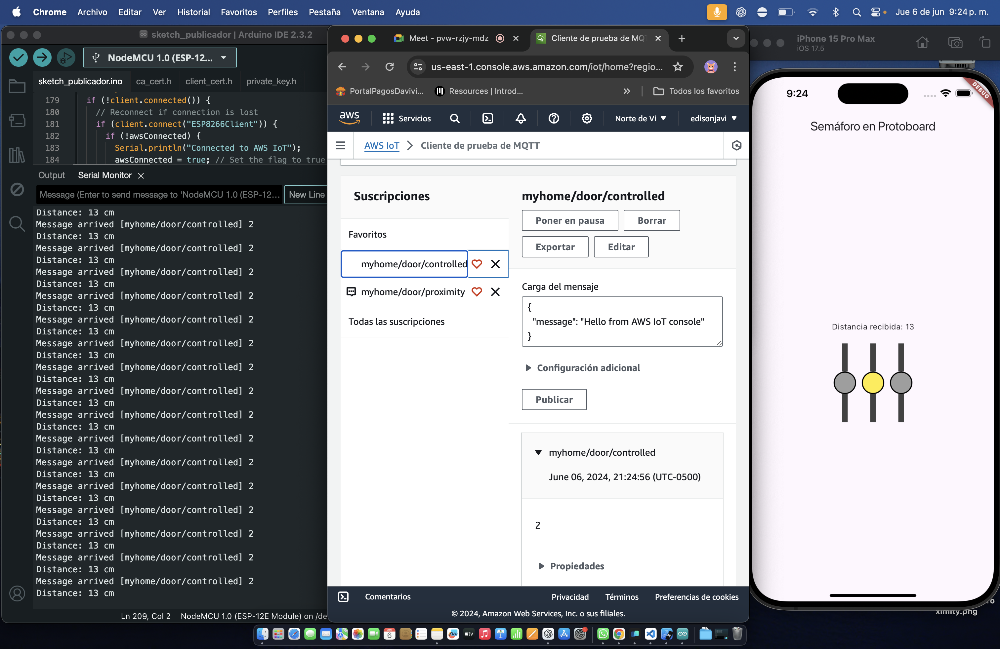 Chrome Archivo Editar Ver Historial Favoritos Perfiles Pestaña Ventana Ayuda
Jue 6 de jun 9:24 p. m.
sketch_publicador | Arduino IDE 2.3.2
NodeMCU 1.0 (ESP-12...
sketch_publicador.ino ca_cert.h client_cert.h private_key.h
179 if (!client.connected()) {
180 // Reconnect if connection is lost
181 if (client.connect("ESP8266Client")) {
182 if (!awsConnected) {
183 Serial.println("Connected to AWS IoT");
184 awsConnected = true; // Set the flag to true
Output Serial Monitor
Message (Enter to send message to 'NodeMCU 1.0 (ESP-12...
New Line
Distance: 13 cm
Message arrived [myhome/door/controlled] 2
Distance: 13 cm
Message arrived [myhome/door/controlled] 2
Distance: 13 cm
Message arrived [myhome/door/controlled] 2
Distance: 13 cm
Message arrived [myhome/door/controlled] 2
Distance: 13 cm
Message arrived [myhome/door/controlled] 2
Distance: 13 cm
Message arrived [myhome/door/controlled] 2
Distance: 13 cm
Message arrived [myhome/door/controlled] 2
Distance: 13 cm
Message arrived [myhome/door/controlled] 2
Distance: 13 cm
Message arrived [myhome/door/controlled] 2
Distance: 13 cm
Message arrived [myhome/door/controlled] 2
Distance: 13 cm
Message arrived [myhome/door/controlled] 2
Distance: 13 cm
Message arrived [myhome/door/controlled] 2
Distance: 13 cm
Message arrived [myhome/door/controlled] 2
Distance: 13 cm
Message arrived [myhome/door/controlled] 2
Distance: 13 cm
Message arrived [myhome/door/controlled] 2
Distance: 13 cm
Message arrived [myhome/door/controlled] 2
Distance: 13 cm
Ln 209, Col 2 NodeMCU 1.0 (ESP-12E Module) on /de
Meet - pvw-rzjy-mdz
Cliente de prueba de MQT
us-east-1.console.aws.amazon.com/iot/home?regio...
PortalPagosDavivi... Resources | Introd... Todos los favoritos
aws Servicios Norte de Vi edisonjavi
AWS IoT Cliente de prueba de MQTT
Suscripciones
Favoritos
myhome/door/controlled
myhome/door/proximity
Todas las suscripciones
myhome/door/controlled
Poner en pausa Borrar
Exportar Editar
Carga del mensaje
{
"message": "Hello from AWS IoT console"
}
Configuración adicional
Publicar
myhome/door/controlled
June 06, 2024, 21:24:56 (UTC-0500)
2
Propiedades
Comentarios Privacidad Términos Preferencias de cookies
© 2024, Amazon Web Services, Inc. o sus filiales.
iPhone 15 Pro Max
iOS 17.5
9:24
DEBUG
Semáforo en Protoboard
Distancia recibida: 13
ximity.png
JUN.
6
tv
1